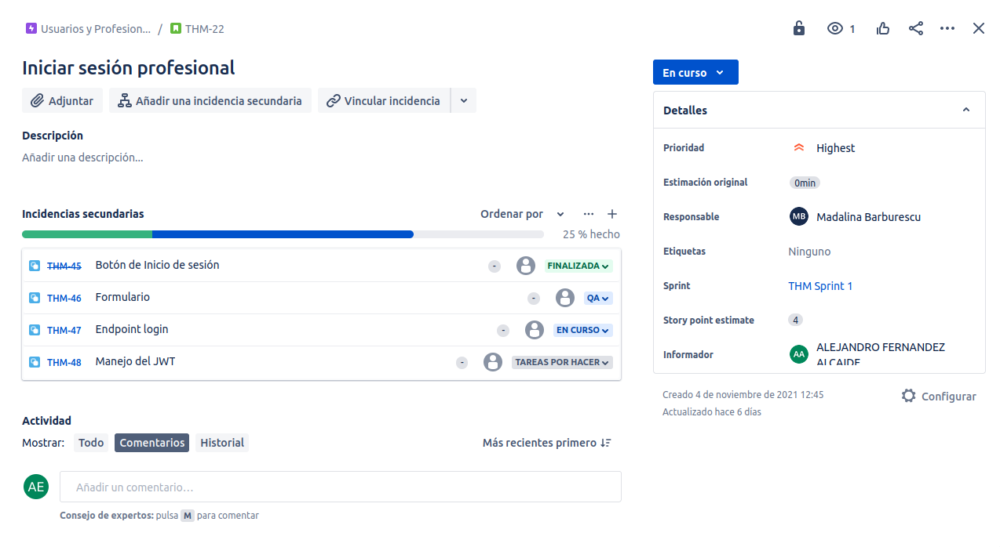 Usuarios y Profesion... / THM-22
1
Iniciar sesión profesional
Adjuntar
Añadir una incidencia secundaria
Vincular incidencia
Descripción
Añadir una descripción...
Incidencias secundarias
Ordenar por
25 % hecho
THM-45 Botón de Inicio de sesión - FINALIZADA
THM-46 Formulario - QA
THM-47 Endpoint login - EN CURSO
THM-48 Manejo del JWT - TAREAS POR HACER
Actividad
Mostrar: Todo Comentarios Historial
Más recientes primero
AE Añadir un comentario...
Consejo de expertos: pulsa M para comentar
En curso
Detalles
Prioridad Highest
Estimación original 0min
Responsable MB Madalina Barburescu
Etiquetas Ninguno
Sprint THM Sprint 1
Story point estimate 4
Informador AA ALEJANDRO FERNANDEZ
ALCAIDE
Creado 4 de noviembre de 2021 12:45
Actualizado hace 6 días
Configurar